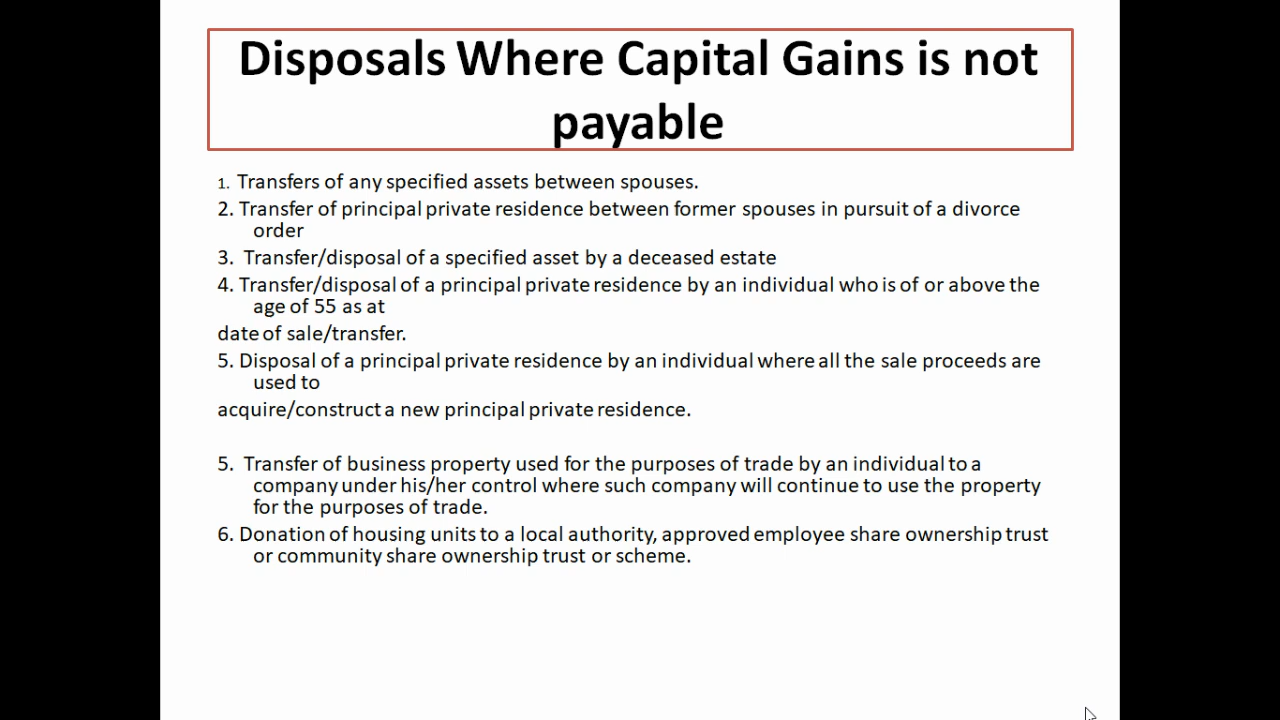 Disposals Where Capital Gains is not
payable
1. Transfers of any specified assets between spouses.
2. Transfer of principal private residence between former spouses in pursuit of a divorce
order
3. Transfer/disposal of a specified asset by a deceased estate
4. Transfer/disposal of a principal private residence by an individual who is of or above the
age of 55 as at
date of sale/transfer.
5. Disposal of a principal private residence by an individual where all the sale proceeds are
used to
acquire/construct a new principal private residence.
5. Transfer of business property used for the purposes of trade by an individual to a
company under his/her control where such company will continue to use the property
for the purposes of trade.
6. Donation of housing units to a local authority, approved employee share ownership trust
or community share ownership trust or scheme.